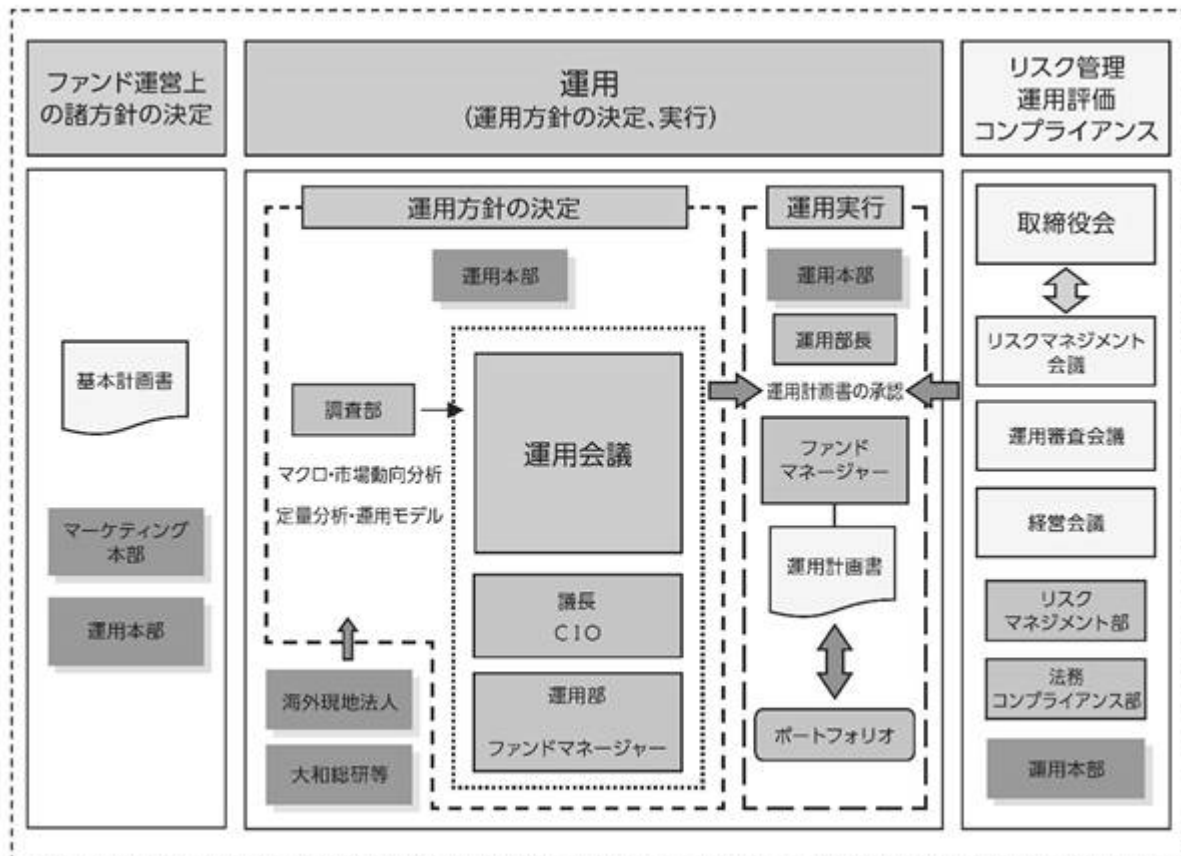 ファンド運営上
の諸方針の決定
運用
(運用方針の決定、実行)
リスク管理
運用評価
コンプライアンス
基本計画書
マーケティング
本部
運用本部
運用方針の決定
運用本部
調査部
マクロ・市場動向分析
定量分析・運用モデル
海外現地法人
大和総研等
運用会議
議長
CIO
運用部
ファンドマネージャー
運用実行
運用本部
運用部長
運用計画書の承認
ファンド
マネージャー
運用計画書
ポートフォリオ
取締役会
リスクマネジメント
会議
運用審査会議
経営会議
リスク
マネジメント部
法務
コンプライアンス部
運用本部